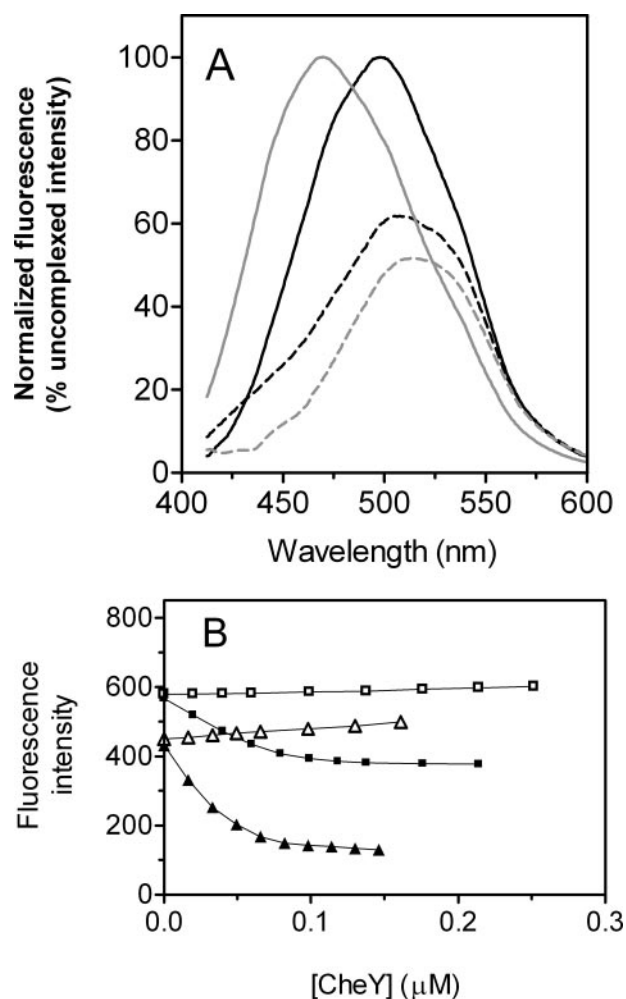 A
Normalized fluorescence
(% uncomplexed intensity)
100
80
60
40
20
0
400 450 500 550 600
Wavelength (nm)
B
Fluorescence
intensity
800
600
400
200
0
0.0 0.1 0.2 0.3
[CheY] (μM)